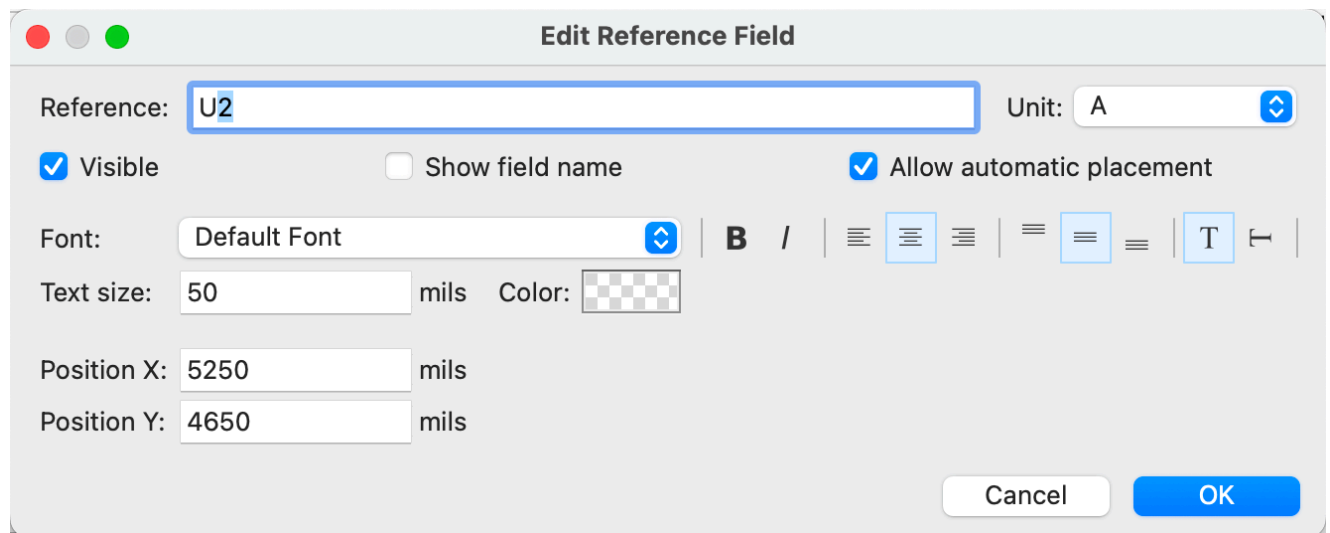 Edit Reference Field
Reference: U2 Unit: A
Visible Show field name Allow automatic placement
Font: Default Font B I T T
Text size: 50 mils Color:
Position X: 5250 mils
Position Y: 4650 mils
Cancel OK